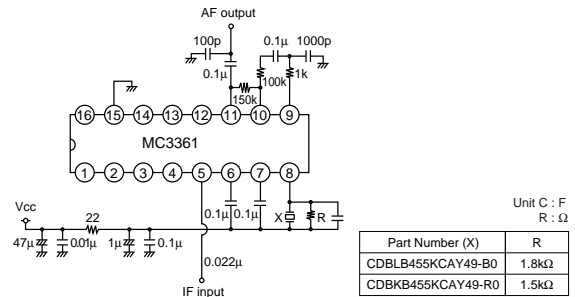 AF output
100p
0.1μ
1000p
0.1μ
100k
1k
150k
16 15 14 13 12 11 10 9
MC3361
1 2 3 4 5 6 7 8
Vcc
22
0.1μ 0.1μ
X
R
47μ
0.01μ
1μ
0.1μ
0.022μ
IF input
Unit C : F
R : Ω
Part Number (X) R
CDBLB455KCAY49-B0 1.8kΩ
CDBKB455KCAY49-R0 1.5kΩ